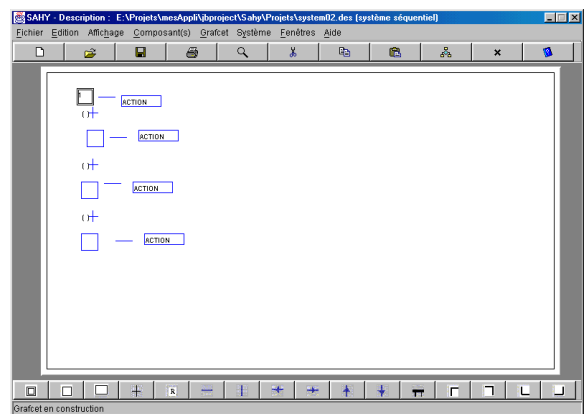 SAHY - Description : E:\Projets\mesAppli\jbproject\Sahy\Projets\system02.des (système séquentiel)
Fichier Edition Affichage Composant(s) Grafcet Système Fenêtres Aide
1
ACTION
( )
ACTION
( )
ACTION
( )
ACTION
R
Grafcet en construction